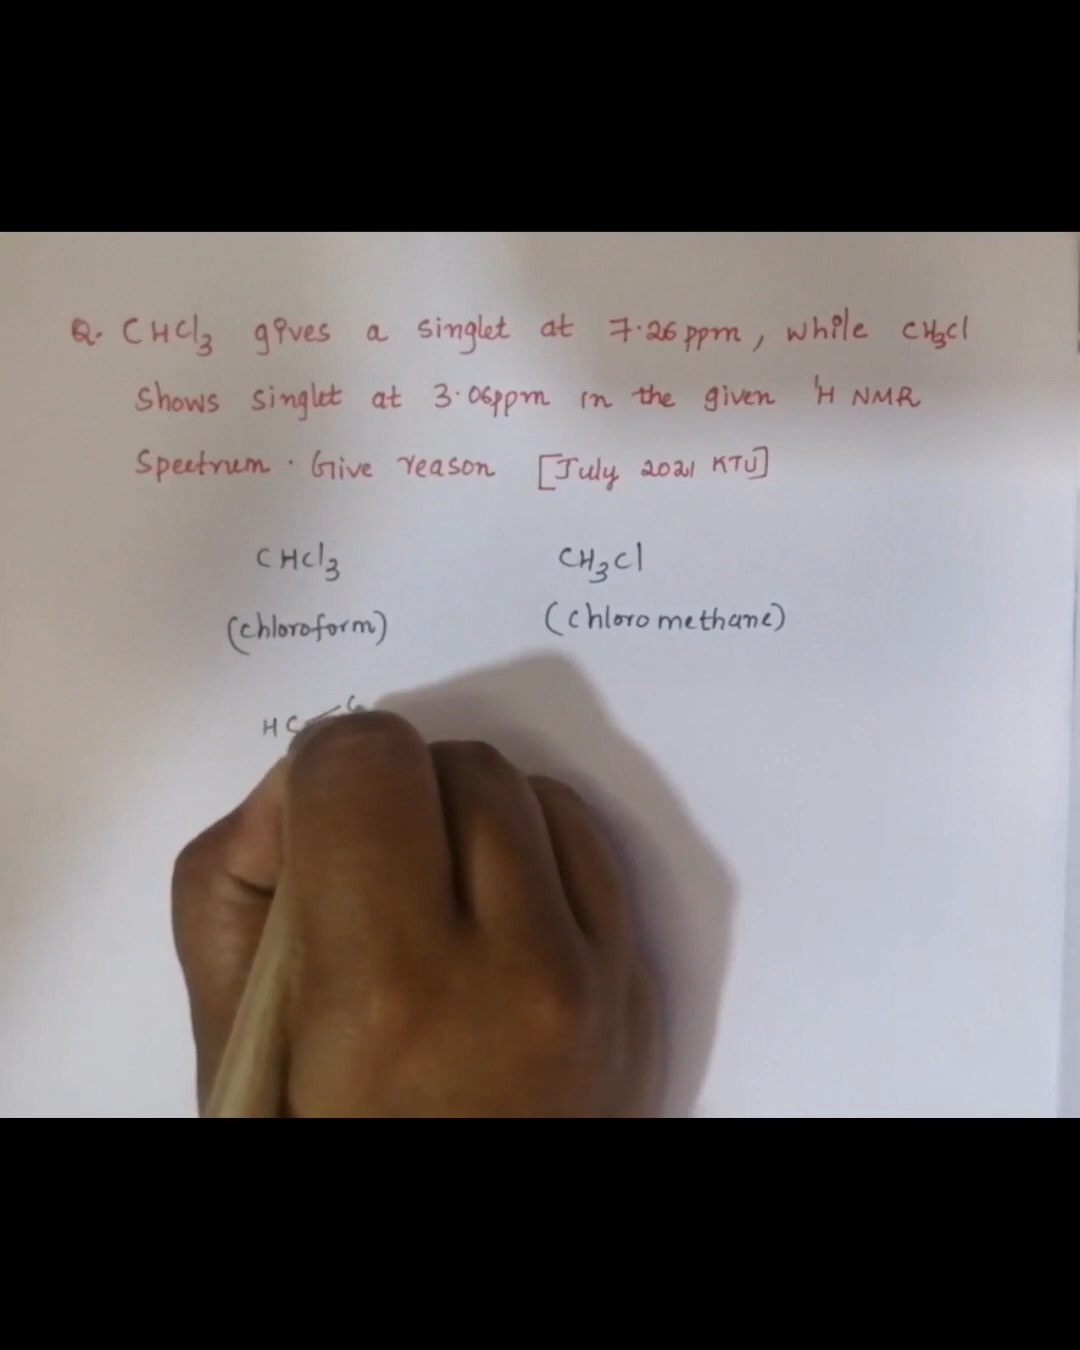 Q. CHCl3 gives a singlet at 7.26 ppm, while CH3Cl
shows singlet at 3.06ppm in the given 1H NMR
Spectrum. Give reason [July 2021 KTU]
CHCl3 CH3Cl
(chloroform) (chloromethane)
HC